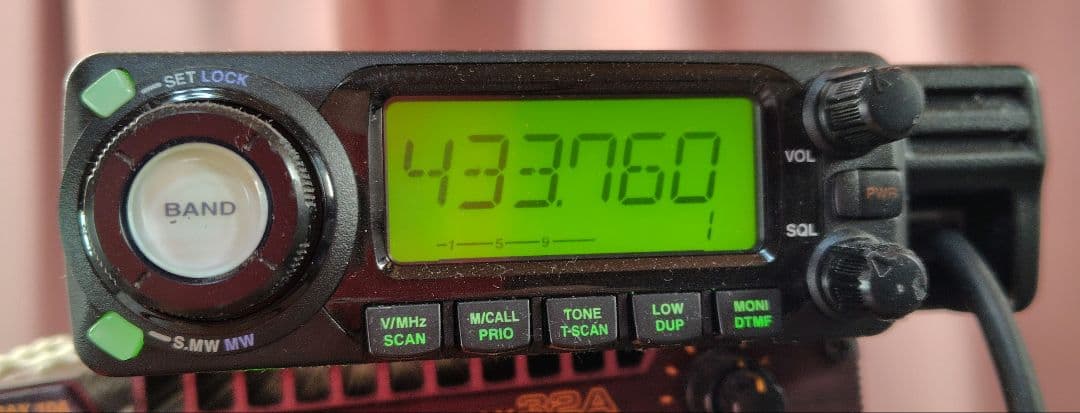 SET LOCK
BAND
S.MW MW
433.760
1
1 5 9
VOL
PWR
SQL
V/MHz
SCAN
M/CALL
PRIO
TONE
T-SCAN
LOW
DUP
MONI
DTMF
32A